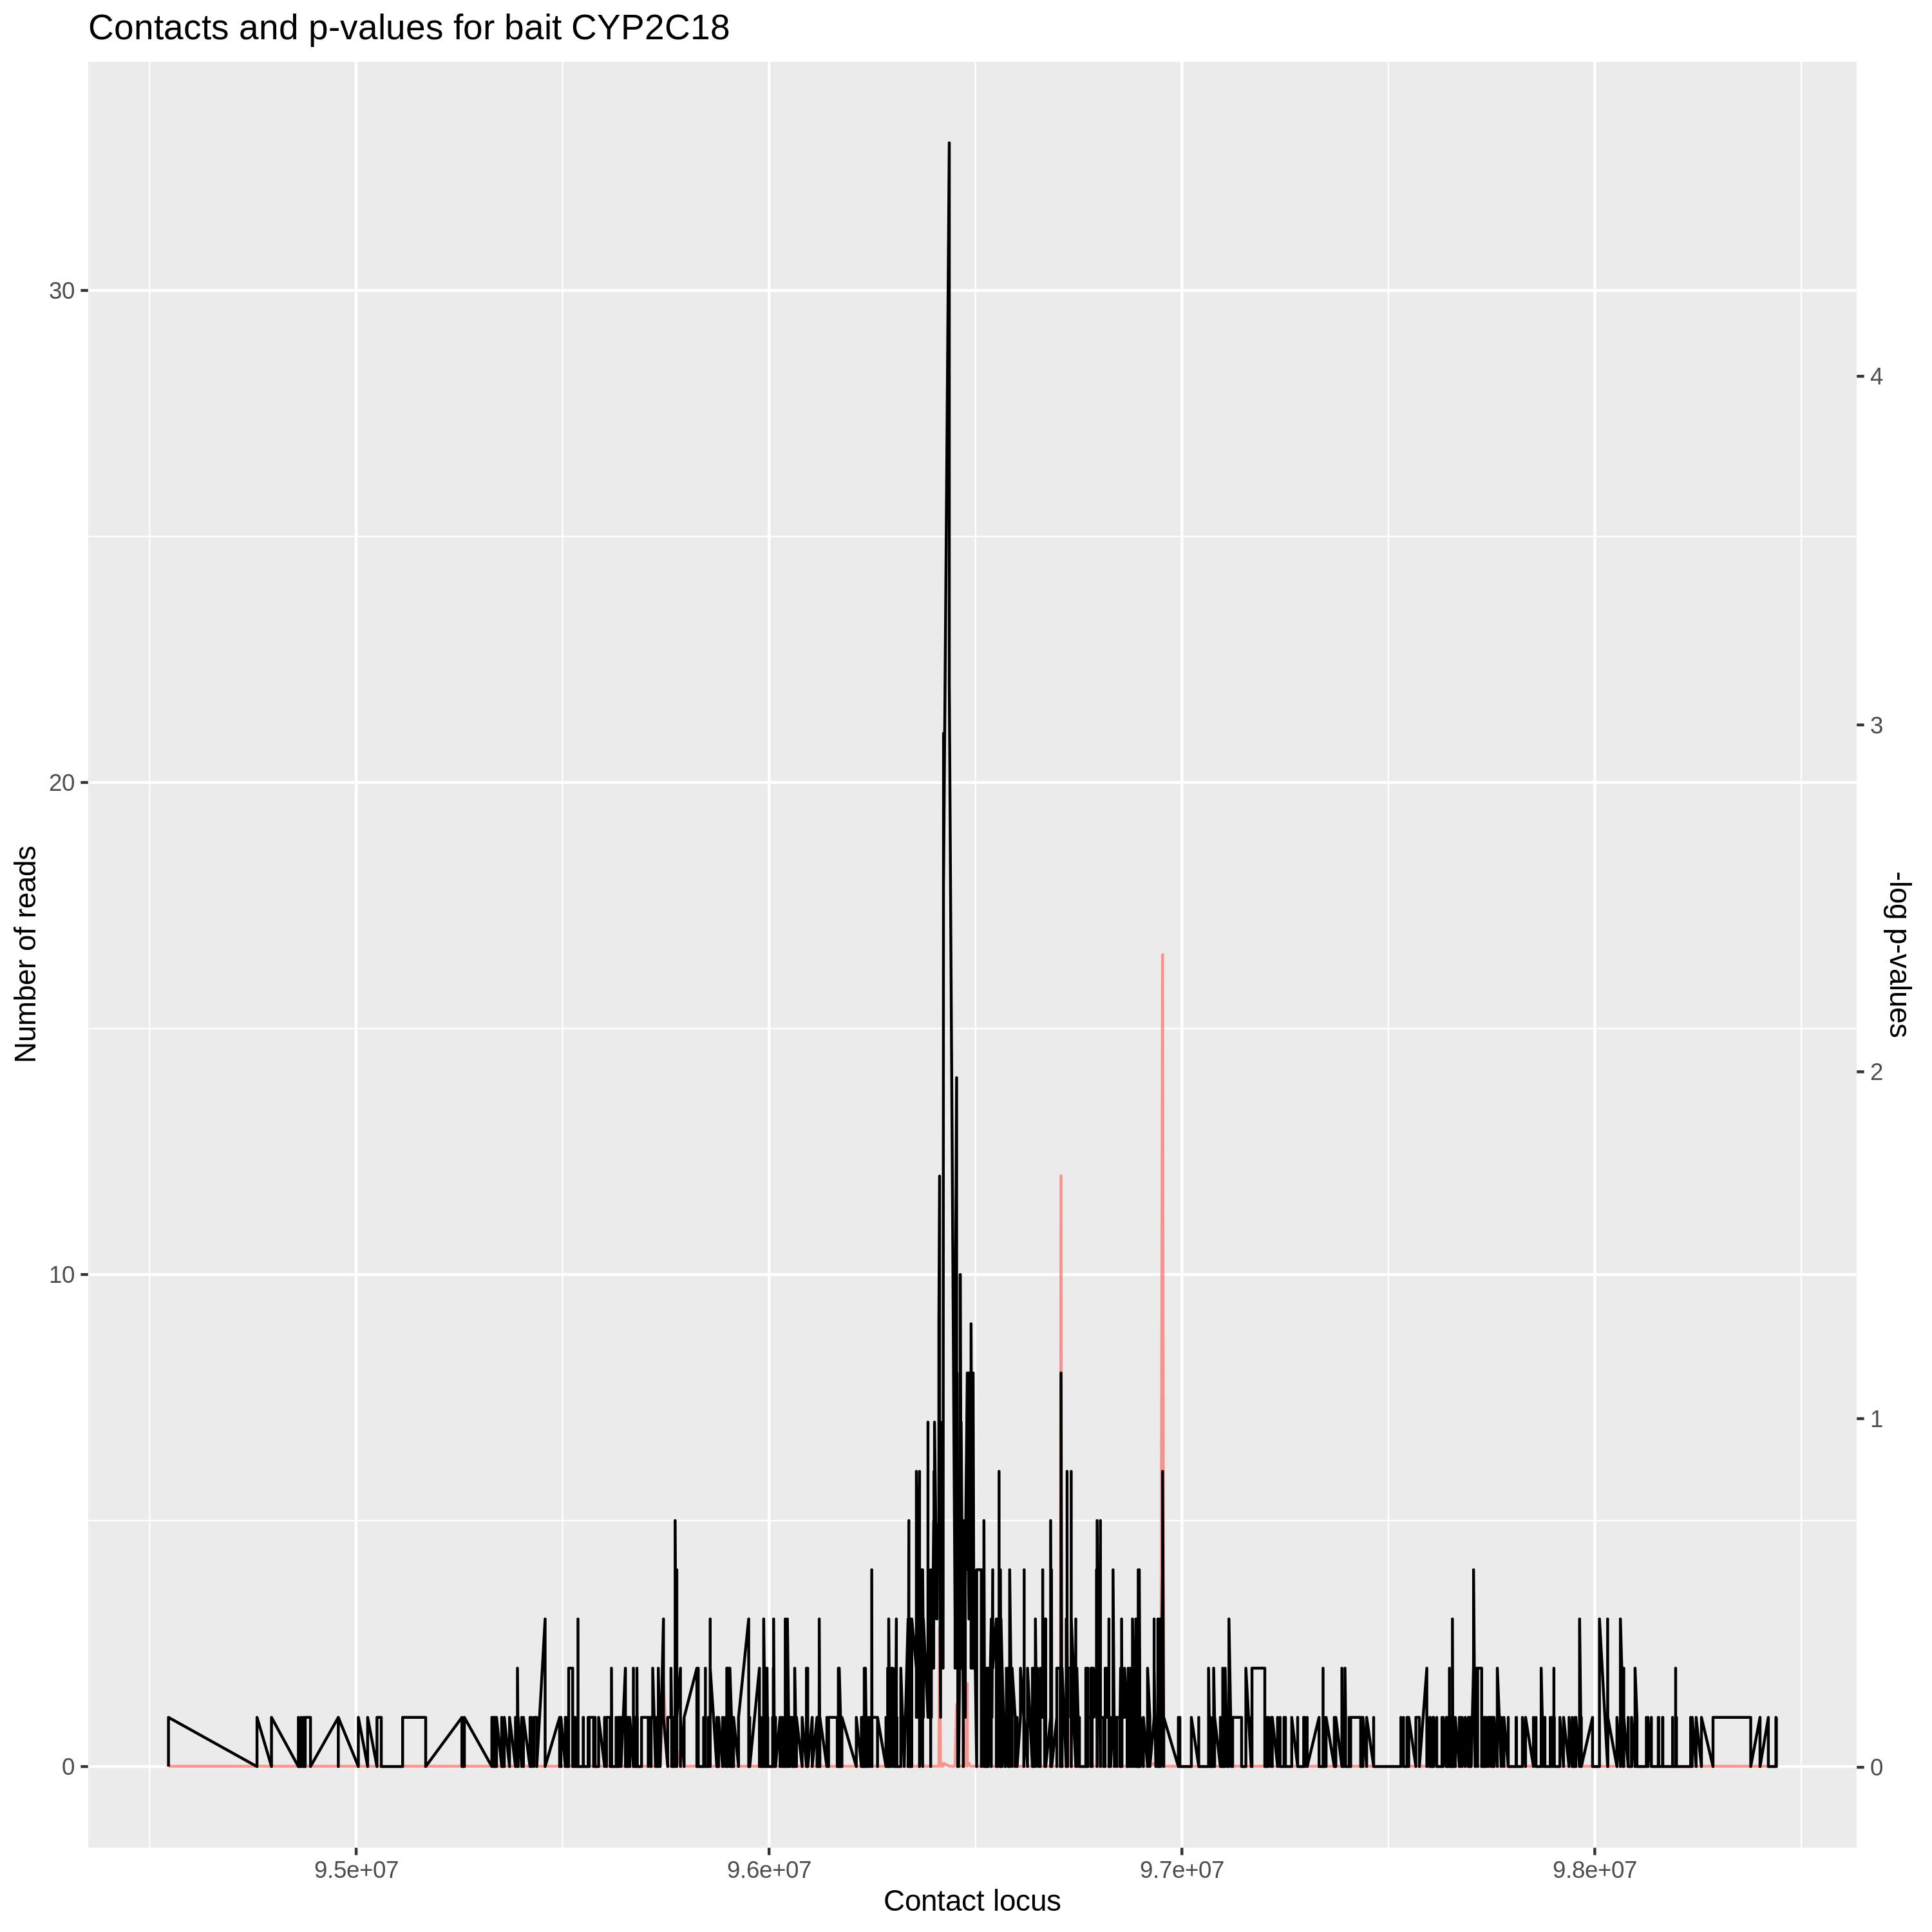 Contacts and p-values for bait CYP2C18
30
20
10
0
Number of reads
4
3
2
1
0
-log p-values
9.5e+07
9.6e+07
9.7e+07
9.8e+07
Contact locus